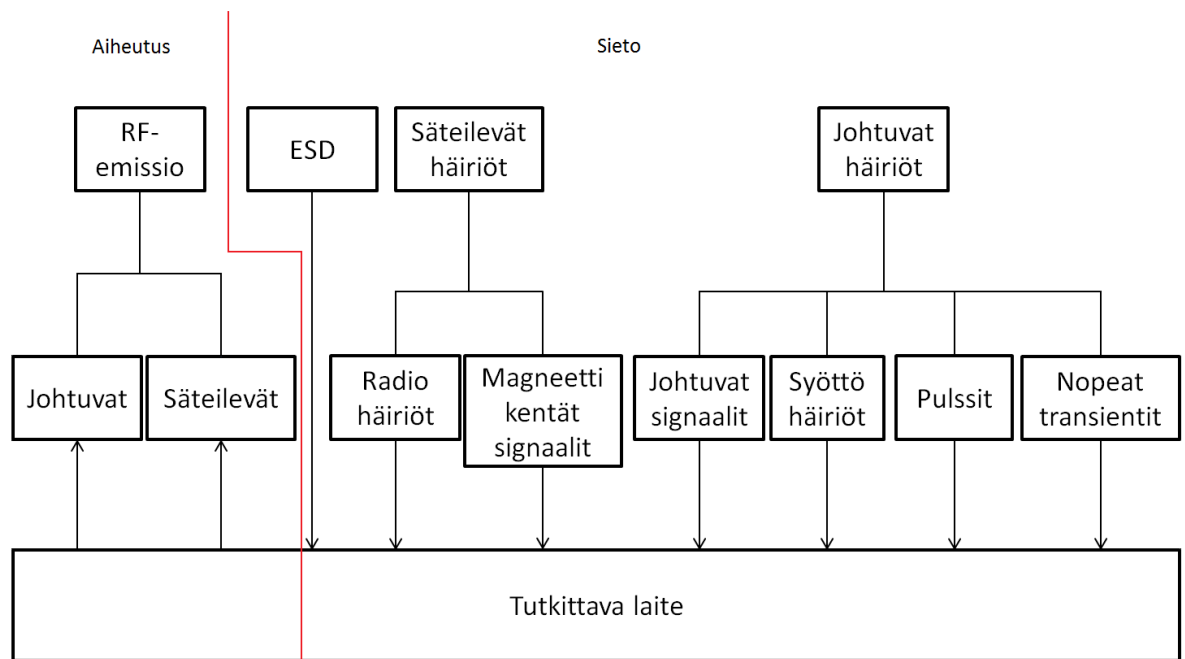 Aiheutus
Sieto
RF-
emissio
ESD
Säteilevät
häiriöt
Johtuvat
häiriöt
Johtuvat
Säteilevät
Radio
häiriöt
Magneetti
kentät
signaalit
Johtuvat
signaalit
Syöttö
häiriöt
Pulssit
Nopeat
transientit
Tutkittava laite